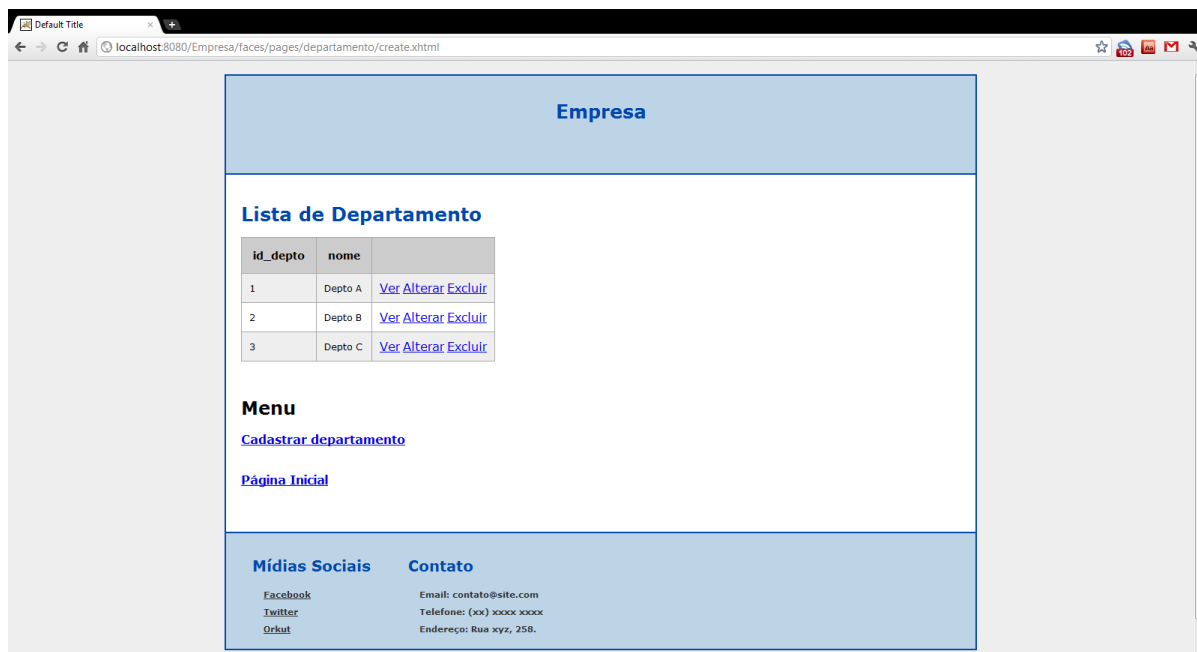 Default Title
localhost:8080/Empresa/faces/pages/departamento/create.xhtml
102
Empresa
Lista de Departamento
id_depto nome
1 Depto A Ver Alterar Excluir
2 Depto B Ver Alterar Excluir
3 Depto C Ver Alterar Excluir
Menu
Cadastrar departamento
Página Inicial
Mídias Sociais Contato
Facebook Email: contato@site.com
Twitter Telefone: (xx) xxxx xxxx
Orkut Endereço: Rua xyz, 258.